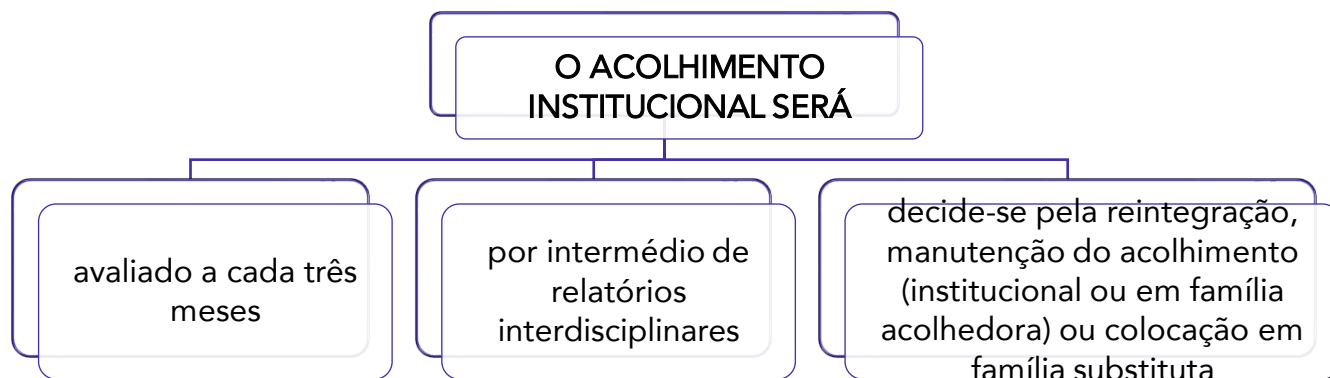 O ACOLHIMENTO
INSTITUCIONAL SERÁ
avaliado a cada três
meses
por intermédio de
relatórios
interdisciplinares
decide-se pela reintegração,
manutenção do acolhimento
(institucional ou em família
acolhedora) ou colocação em
família substituta